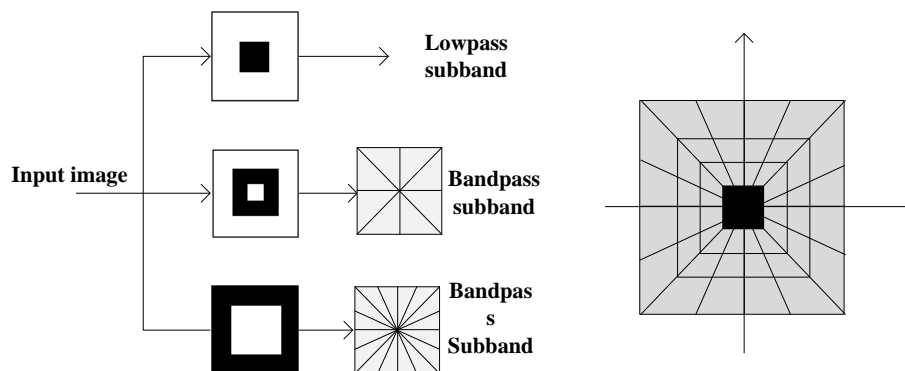 Lowpass
subband
Input image
Bandpass
subband
Bandpas
s
Subband